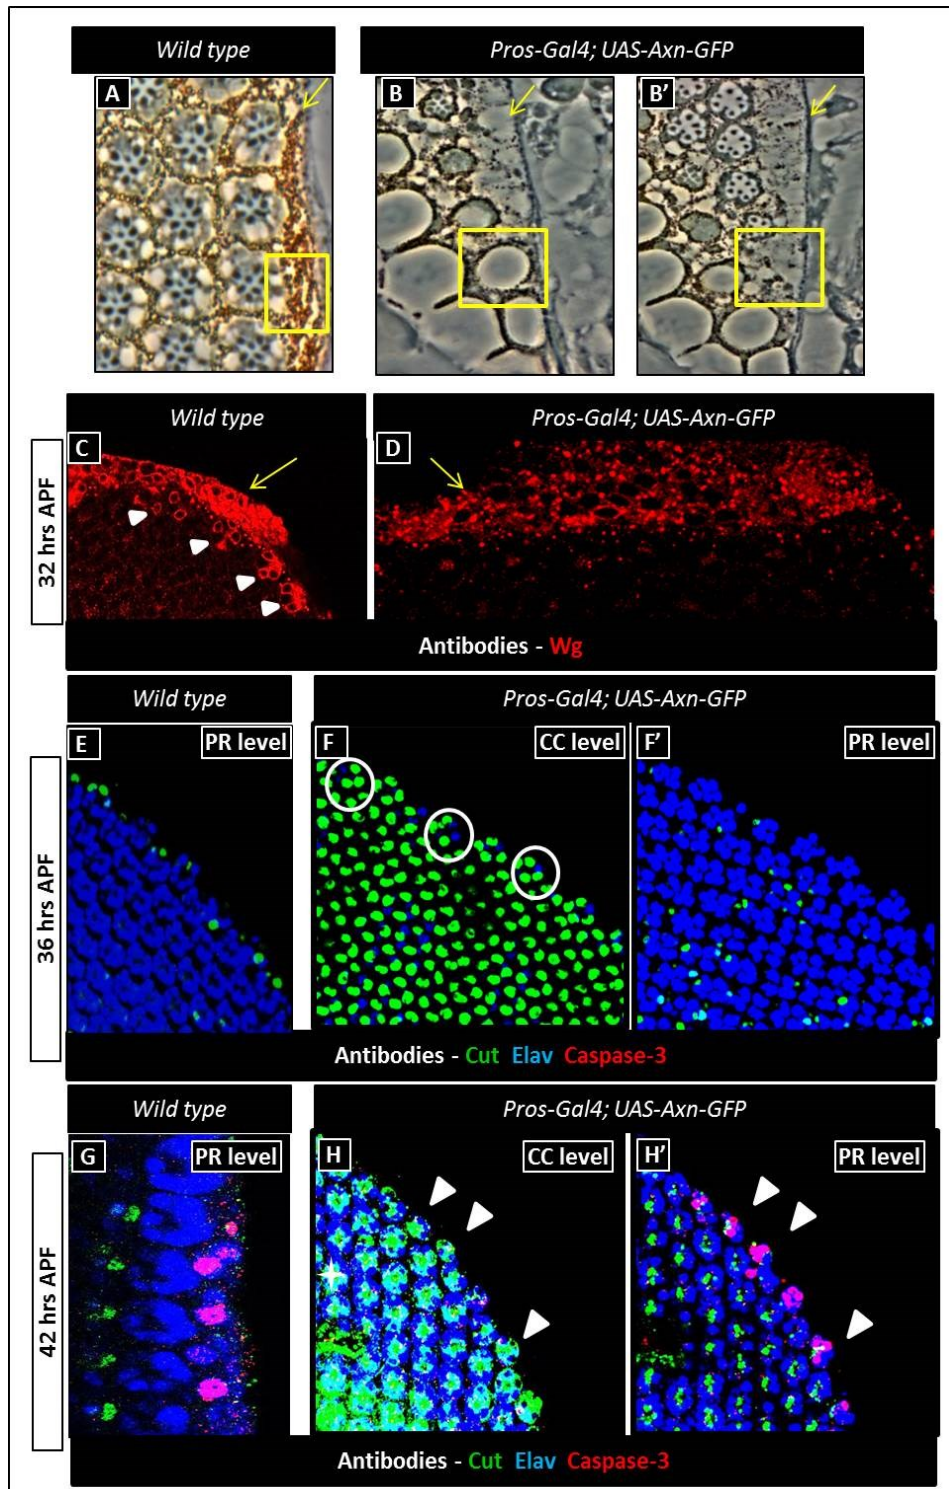 Wild type
Pros-Gal4; UAS-Axn-GFP
A
B
B’
Wild type
Pros-Gal4; UAS-Axn-GFP
C
D
32 hrs APF
Antibodies - Wg
Wild type
Pros-Gal4; UAS-Axn-GFP
E
PR level
F
CC level
F’
PR level
36 hrs APF
Antibodies - Cut Elav Caspase-3
Wild type
Pros-Gal4; UAS-Axn-GFP
G
PR level
H
CC level
H’
PR level
42 hrs APF
Antibodies - Cut Elav Caspase-3